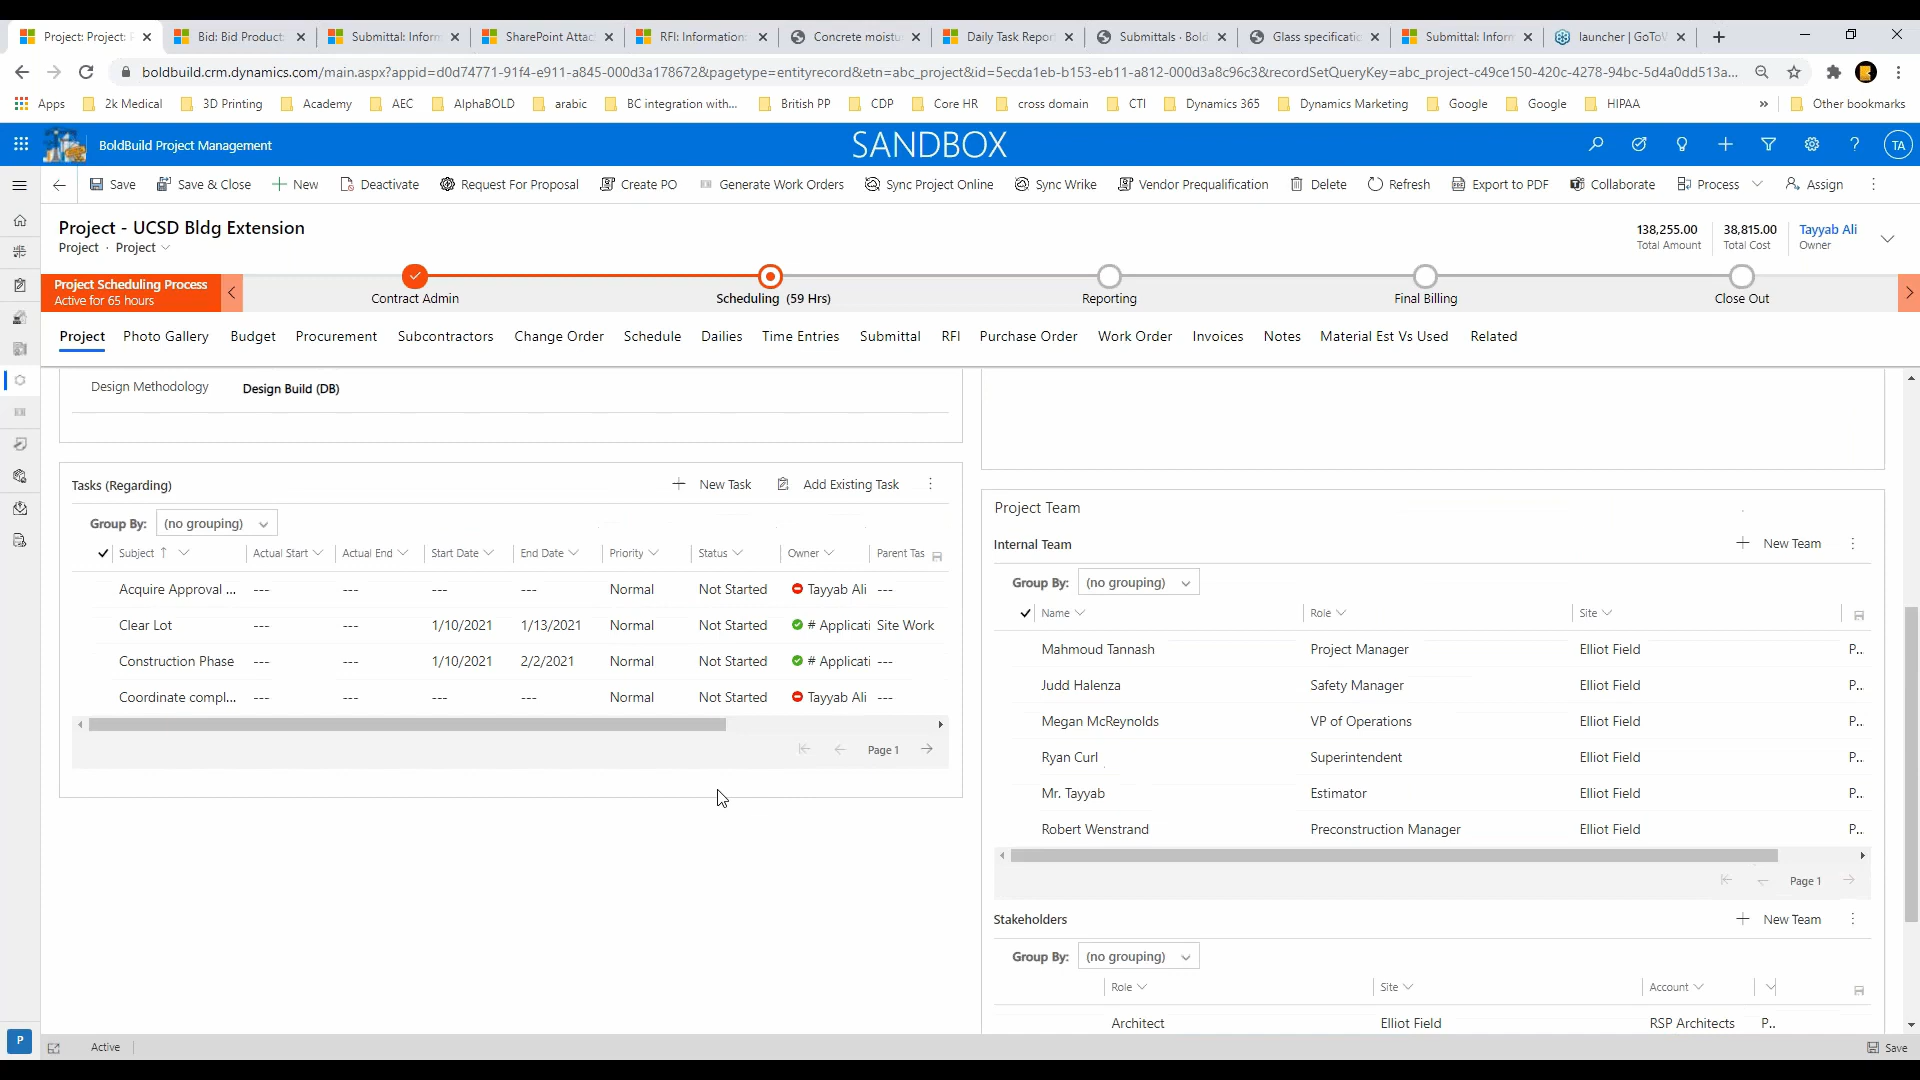 Project: Project:
Bid: Bid Product
Submittal: Inform
SharePoint Attac
RFI: Information:
Concrete moistu
Daily Task Repor
Submittals · Bold
Glass specificatio
Submittal: Inform
launcher | GoToW
boldbuild.crm.dynamics.com/main.aspx?appid=d0d74771-91f4-e911-a845-000d3a178672&pagetype=entityrecord&etn=abc_project&id=5ecda1eb-b153-eb11-a812-000d3a8c96c3&recordSetQueryKey=abc_project-c49ce150-420c-4278-94bc-5d4a0dd513a...
Apps 2k Medical 3D Printing Academy AEC AlphaBOLD arabic BC integration with... British PP CDP Core HR cross domain CTI Dynamics 365 Dynamics Marketing Google Google HIPAA » Other bookmarks
BoldBuild Project Management
SANDBOX
TA
Save Save & Close New Deactivate Request For Proposal Create PO Generate Work Orders Sync Project Online Sync Wrike Vendor Prequalification Delete Refresh Export to PDF Collaborate Process Assign
Project - UCSD Bldg Extension
Project · Project
138,255.00
Total Amount
38,815.00
Total Cost
Tayyab Ali
Owner
Project Scheduling Process
Active for 65 hours
Contract Admin
Scheduling (59 Hrs)
Reporting
Final Billing
Close Out
Project Photo Gallery Budget Procurement Subcontractors Change Order Schedule Dailies Time Entries Submittal RFI Purchase Order Work Order Invoices Notes Material Est Vs Used Related
Design Methodology Design Build (DB)
Tasks (Regarding) New Task Add Existing Task
Group By: (no grouping)
Subject ↑ Actual Start Actual End Start Date End Date Priority Status Owner Parent Tas
Acquire Approval ... --- --- --- --- Normal Not Started Tayyab Ali ---
Clear Lot --- --- 1/10/2021 1/13/2021 Normal Not Started # Applicati Site Work
Construction Phase --- --- 1/10/2021 2/2/2021 Normal Not Started # Applicati ---
Coordinate compl... --- --- --- --- Normal Not Started Tayyab Ali ---
Page 1
Project Team
Internal Team New Team
Group By: (no grouping)
Name Role Site
Mahmoud Tannash Project Manager Elliot Field P..
Judd Halenza Safety Manager Elliot Field P..
Megan McReynolds VP of Operations Elliot Field P..
Ryan Curl Superintendent Elliot Field P..
Mr. Tayyab Estimator Elliot Field P..
Robert Wenstrand Preconstruction Manager Elliot Field P..
Page 1
Stakeholders New Team
Group By: (no grouping)
Role Site Account
Architect Elliot Field RSP Architects P..
P
Active
Save